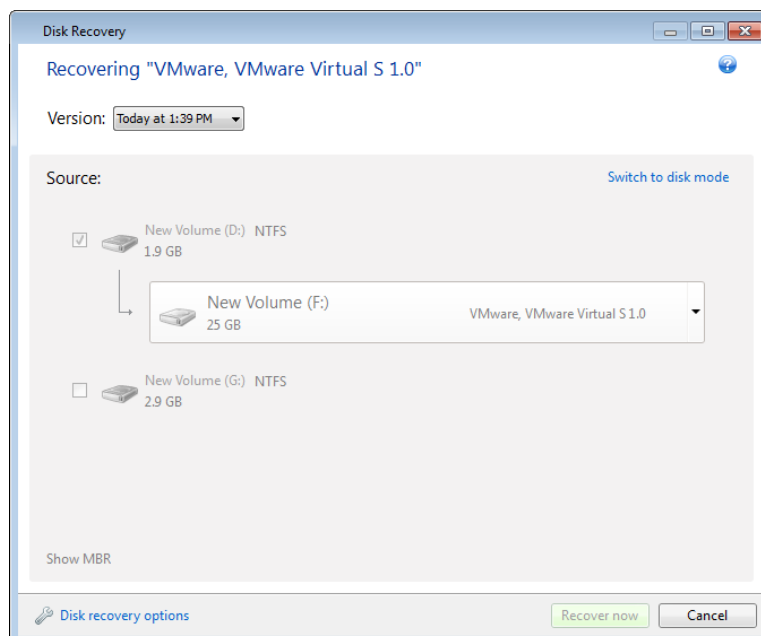 Disk Recovery
Recovering "VMware, VMware Virtual S 1.0"
Version: Today at 1:39 PM
Source: Switch to disk mode
New Volume (D:) NTFS
1.9 GB
New Volume (F:)
25 GB
VMware, VMware Virtual S 1.0
New Volume (G:) NTFS
2.9 GB
Show MBR
Disk recovery options Recover now Cancel